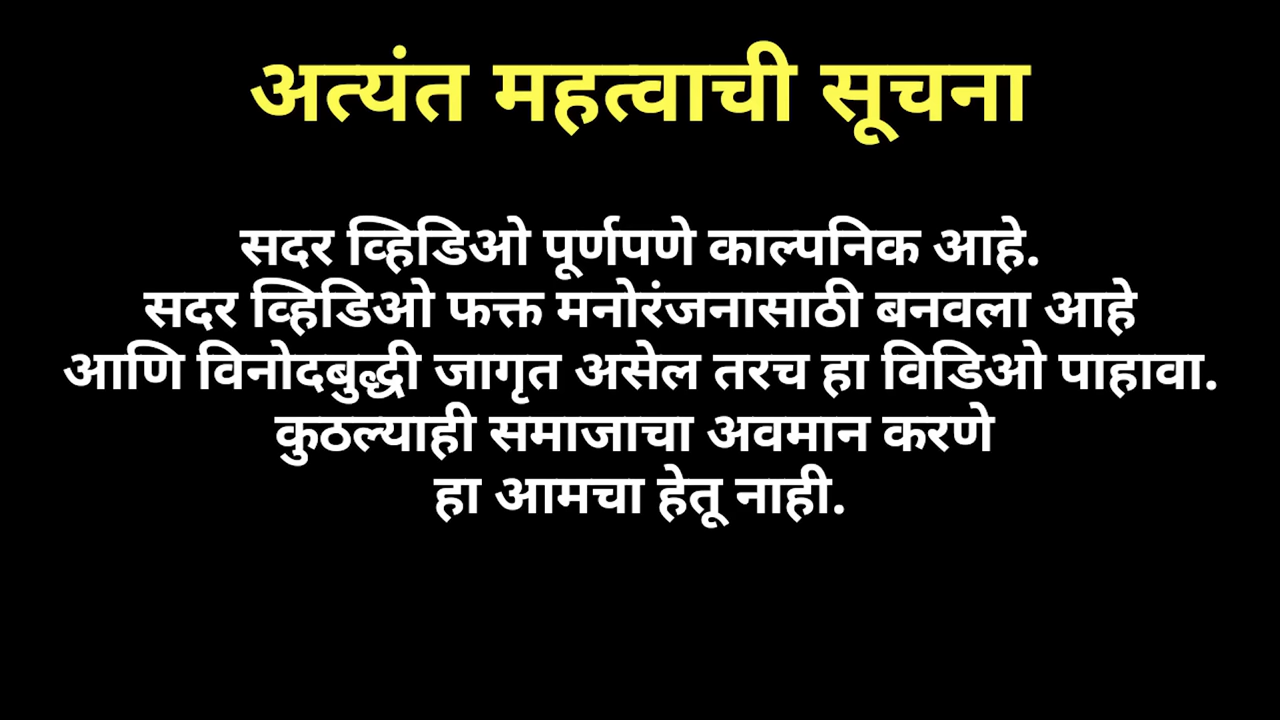 अत्यंत महत्वाची सूचना
सदर व्हिडिओ पूर्णपणे काल्पनिक आहे.
सदर व्हिडिओ फक्त मनोरंजनासाठी बनवला आहे
आणि विनोदबुद्धी जागृत असेल तरच हा विडिओ पाहावा.
कुठल्याही समाजाचा अवमान करणे
हा आमचा हेतू नाही.